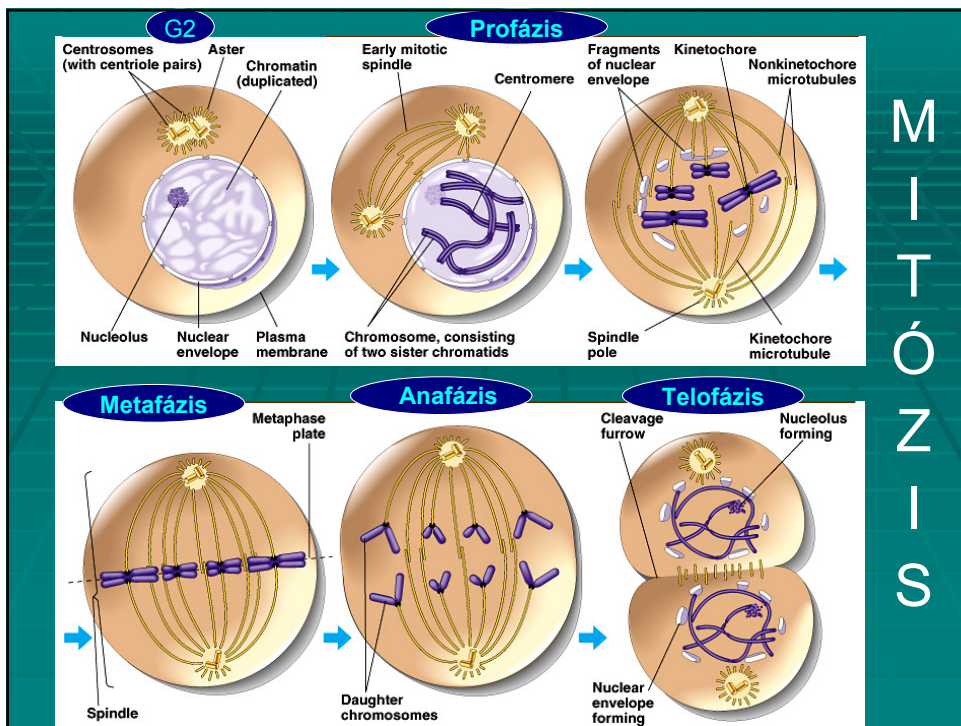 G2
Profázis
Centrosomes
(with centriole pairs)
Aster
Chromatin
(duplicated)
Early mitotic
spindle
Centromere
Fragments
of nuclear
envelope
Kinetochore
Nonkinetochore
microtubules
Nucleolus
Nuclear
envelope
Plasma
membrane
Chromosome, consisting
of two sister chromatids
Spindle
pole
Kinetochore
microtubule
Metafázis
Anafázis
Telofázis
Metaphase
plate
Cleavage
furrow
Nucleolus
forming
Spindle
Daughter
chromosomes
Nuclear
envelope
forming
M
I
T
Ó
Z
I
S